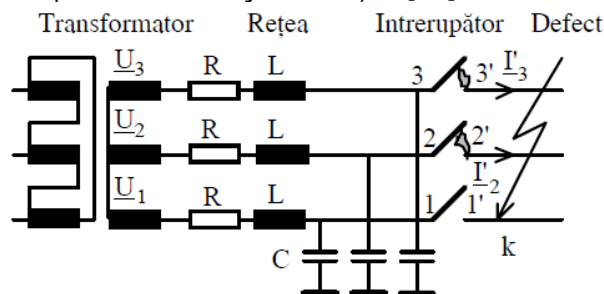 Transformator Rețea Intrerupător Defect
U3 R L 3 3' I'3
U2 R L 2 2' I'2
U1 R L 1 1'
C k